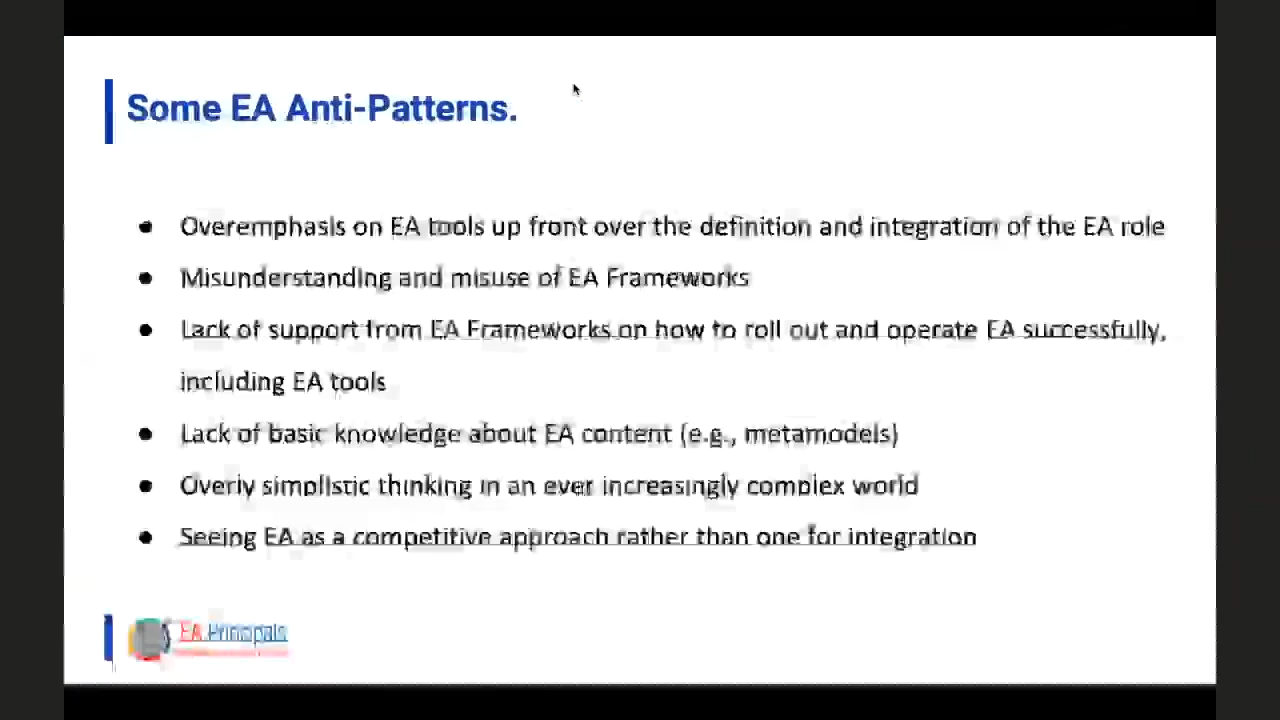 Some EA Anti-Patterns.
● Overemphasis on EA tools up front over the definition and integration of the EA role
● Misunderstanding and misuse of EA Frameworks
● Lack of support from EA Frameworks on how to roll out and operate EA successfully,
including EA tools
● Lack of basic knowledge about EA content (e.g., metamodels)
● Overly simplistic thinking in an ever increasingly complex world
● Seeing EA as a competitive approach rather than one for integration
EA Principals